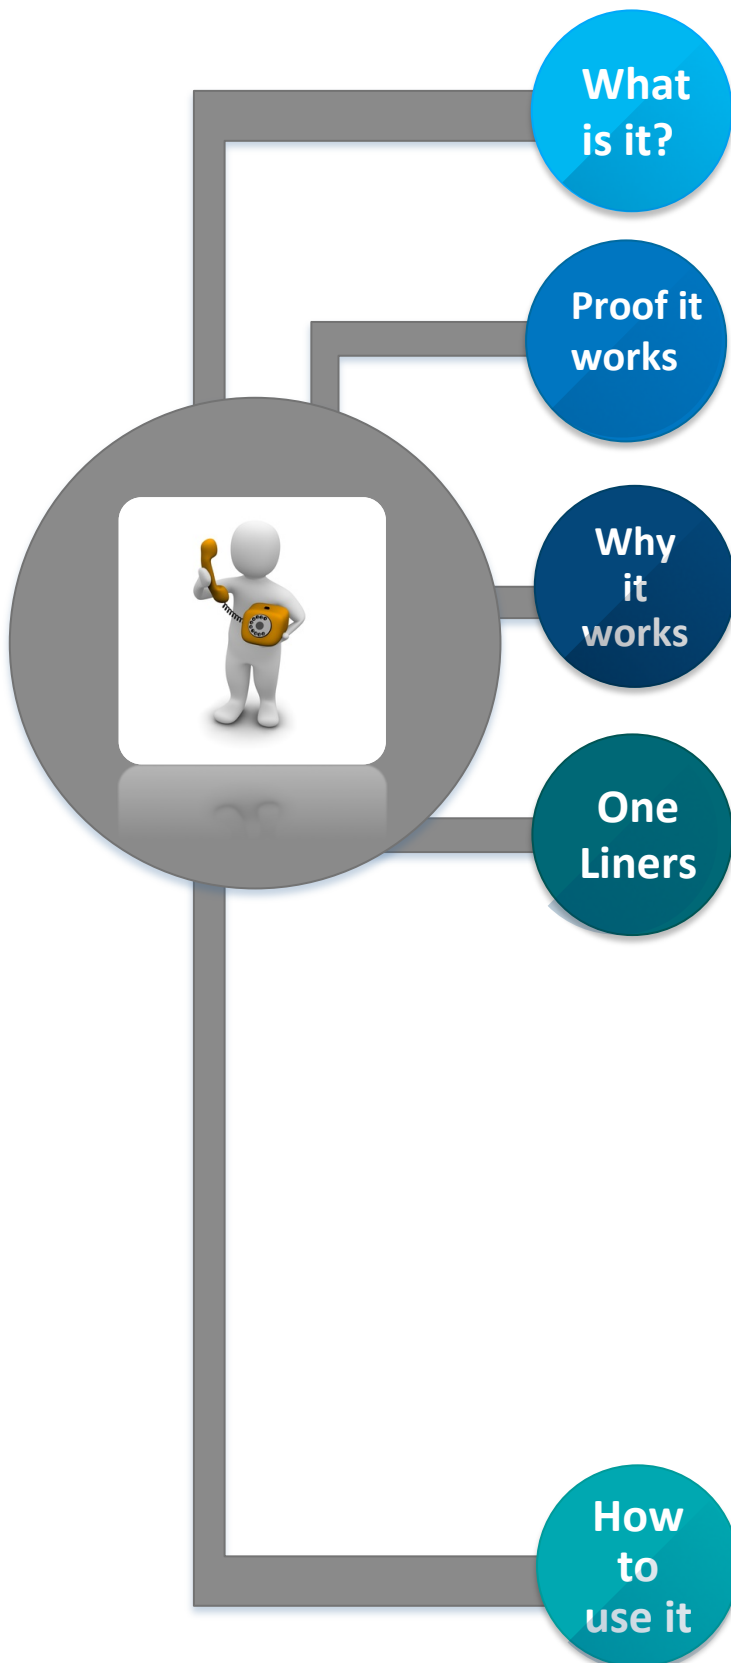 What
is it?
Proof it
works
Why
it
works
One
Liners
How
to
use it